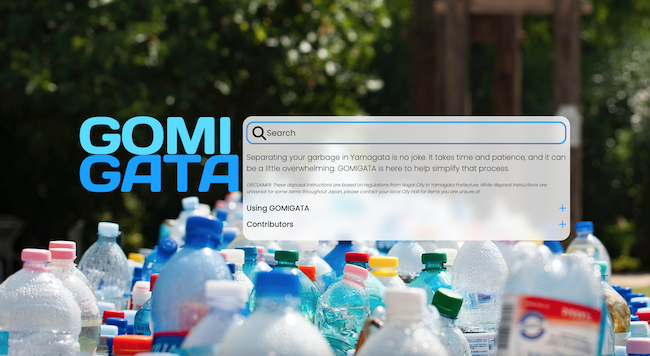 GOMI
GATA
Search
Separating your garbage in Yamagata is no joke. It takes time and patience, and it can
be a little overwhelming. GOMIGATA is here to help simplify that process.
DISCLAIMER: These disposal instructions are based on regulations from Nagai City in Yamagata Prefecture. While disposal instructions are
universal for some items throughout Japan, please contact your local City Hall for items you are unsure of.
Using GOMIGATA +
Contributors +